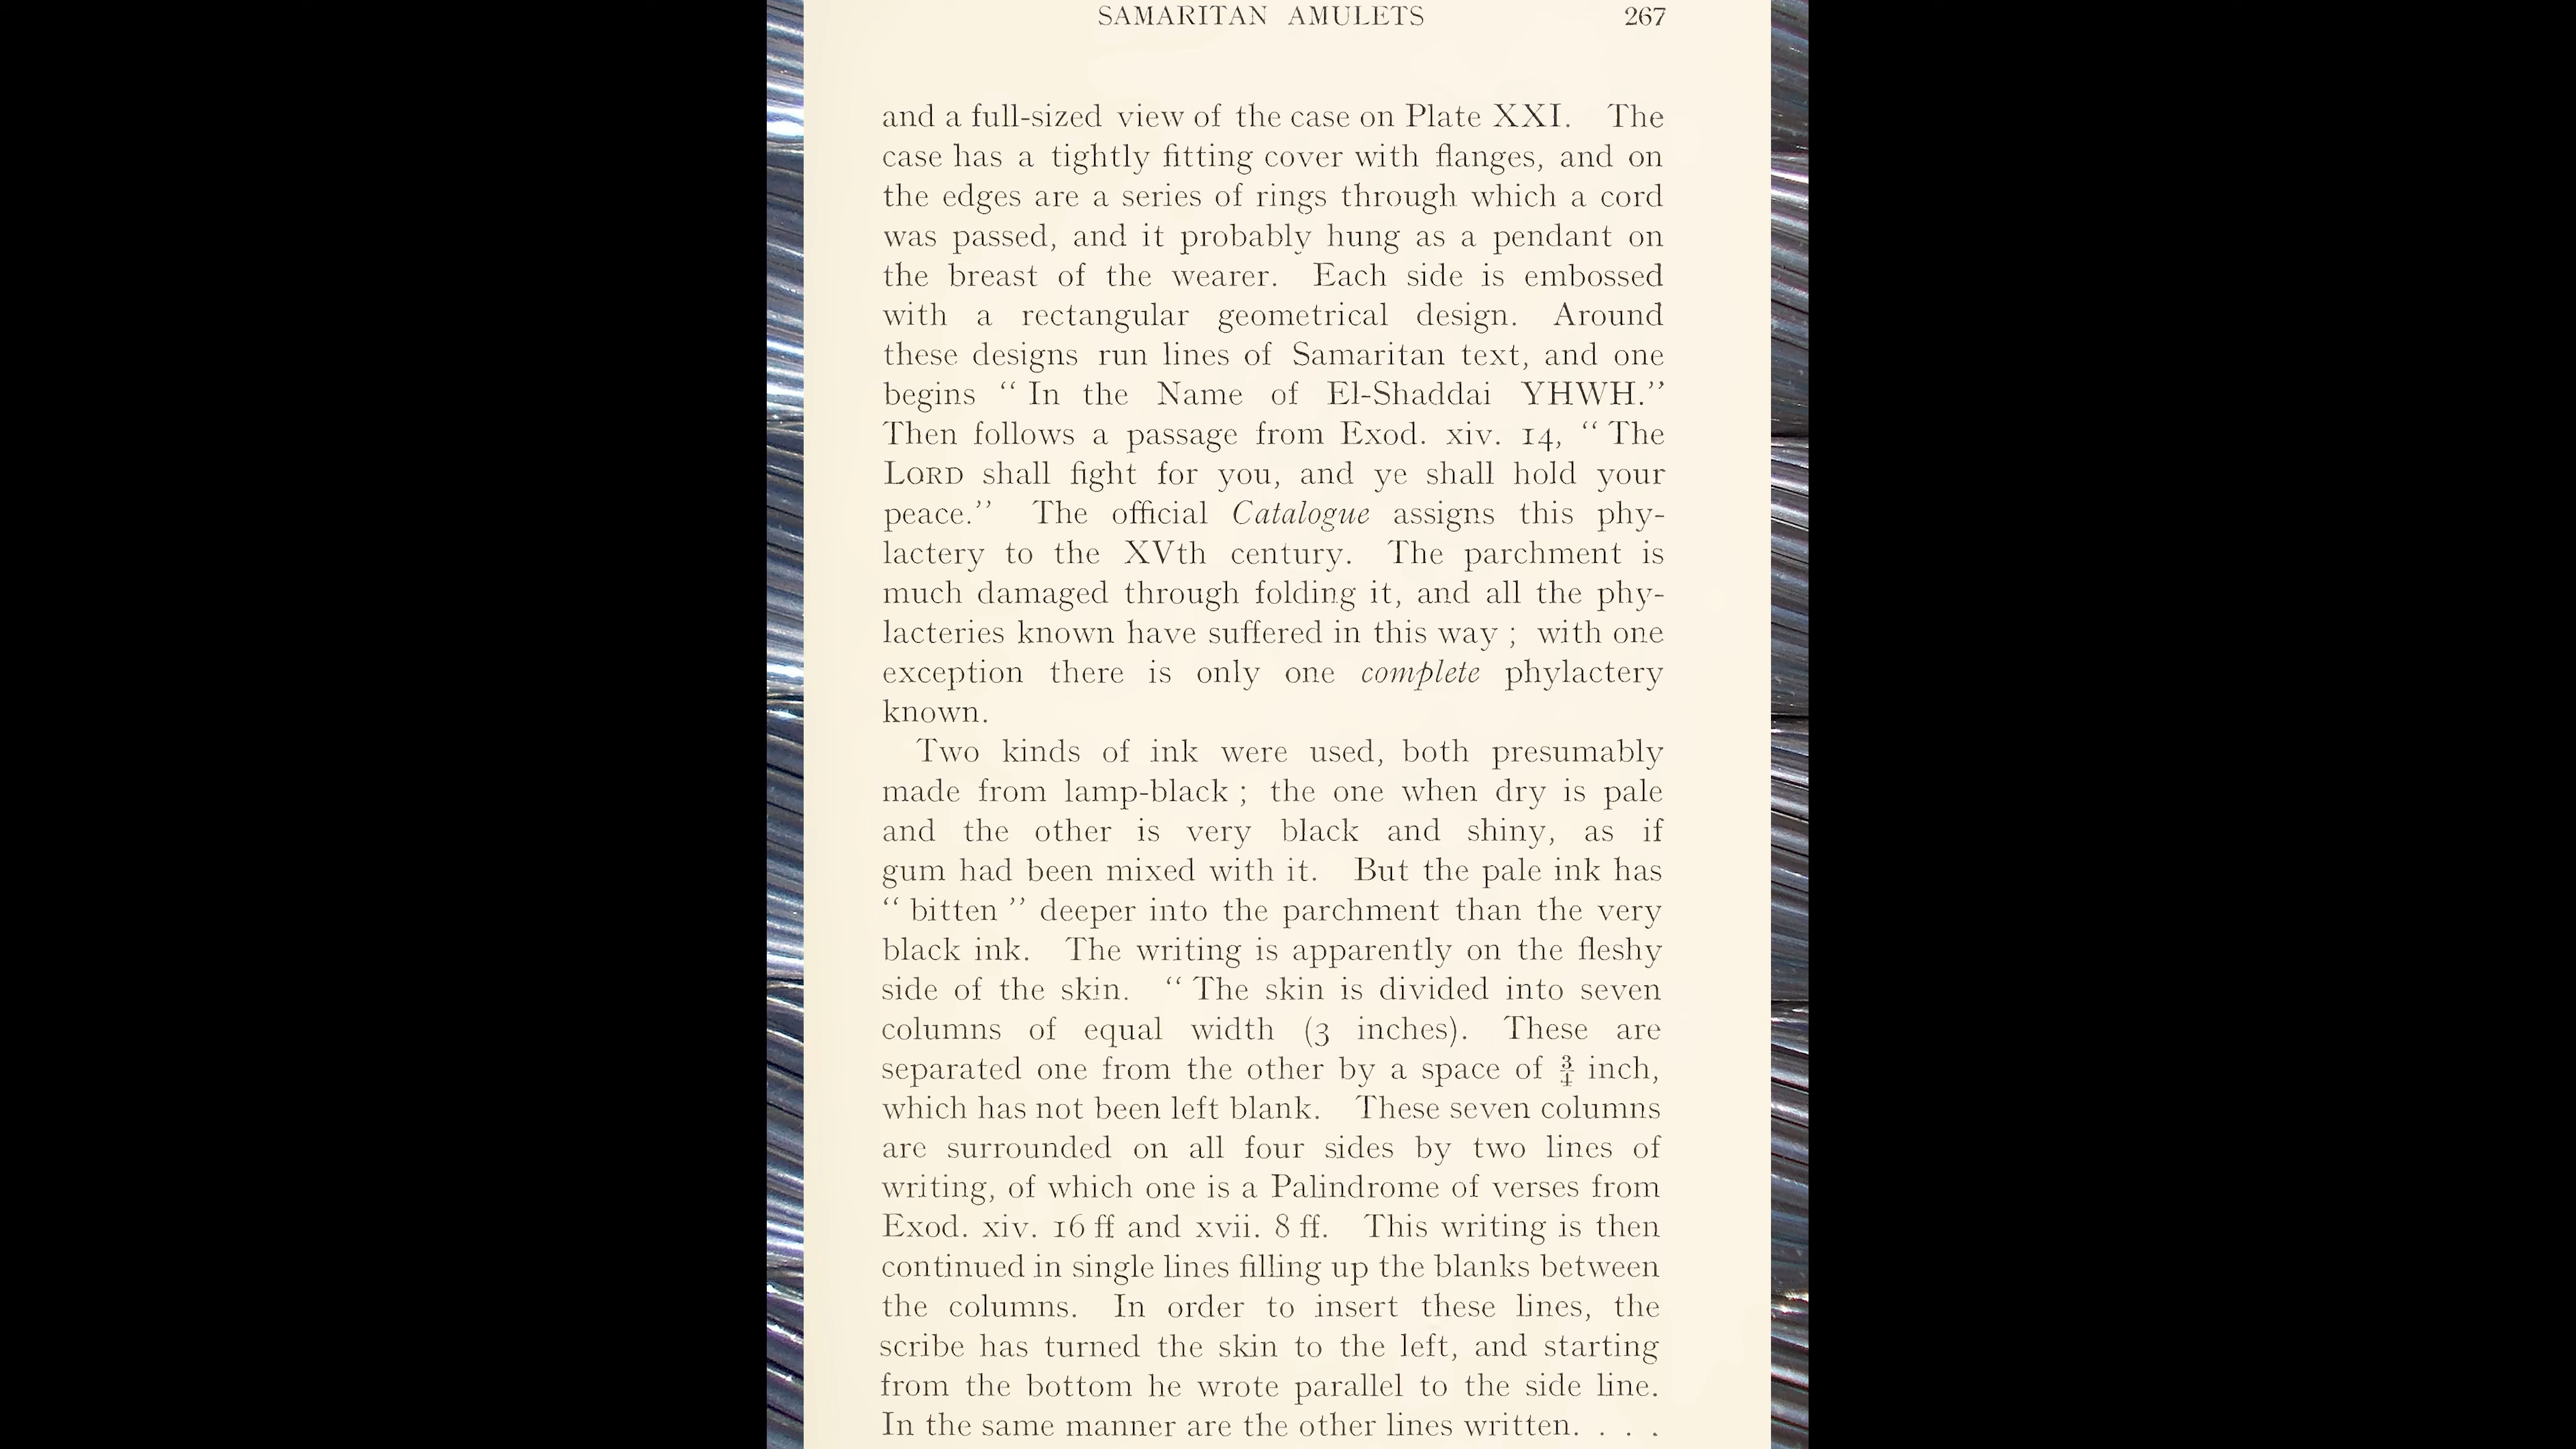 SAMARITAN AMULETS 267
and a full-sized view of the case on Plate XXI. The
case has a tightly fitting cover with flanges, and on
the edges are a series of rings through which a cord
was passed, and it probably hung as a pendant on
the breast of the wearer. Each side is embossed
with a rectangular geometrical design. Around
these designs run lines of Samaritan text, and one
begins “ In the Name of El-Shaddai YHWH.”
Then follows a passage from Exod. xiv. 14, “ The
LORD shall fight for you, and ye shall hold your
peace.” The official Catalogue assigns this phy-
lactery to the XVth century. The parchment is
much damaged through folding it, and all the phy-
lacteries known have suffered in this way ; with one
exception there is only one complete phylactery
known.
Two kinds of ink were used, both presumably
made from lamp-black ; the one when dry is pale
and the other is very black and shiny, as if
gum had been mixed with it. But the pale ink has
“ bitten ” deeper into the parchment than the very
black ink. The writing is apparently on the fleshy
side of the skin. “ The skin is divided into seven
columns of equal width (3 inches). These are
separated one from the other by a space of ¾ inch,
which has not been left blank. These seven columns
are surrounded on all four sides by two lines of
writing, of which one is a Palindrome of verses from
Exod. xiv. 16 ff and xvii. 8 ff. This writing is then
continued in single lines filling up the blanks between
the columns. In order to insert these lines, the
scribe has turned the skin to the left, and starting
from the bottom he wrote parallel to the side line.
In the same manner are the other lines written. . . .